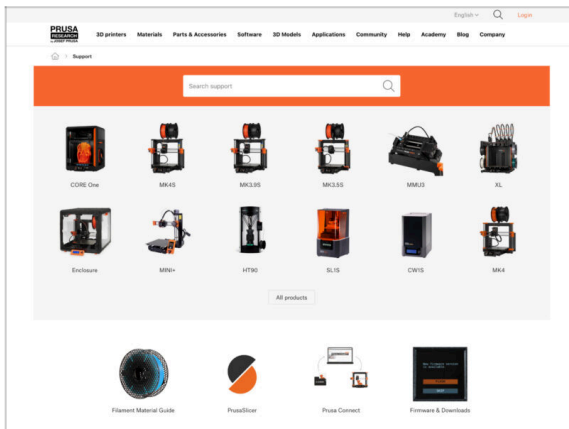 English
Login
PRUSA
RESEARCH
by JOSEF PRUSA
3D printers Materials Parts & Accessories Software 3D Models Applications Community Help Academy Blog Company
Support
Search support
CORE One MK4S MK3.9S MK3.5S MMU3 XL
Enclosure MINI+ HT90 SL1S CW1S MK4
All products
Filament Material Guide PrusaSlicer Prusa Connect Firmware & Downloads